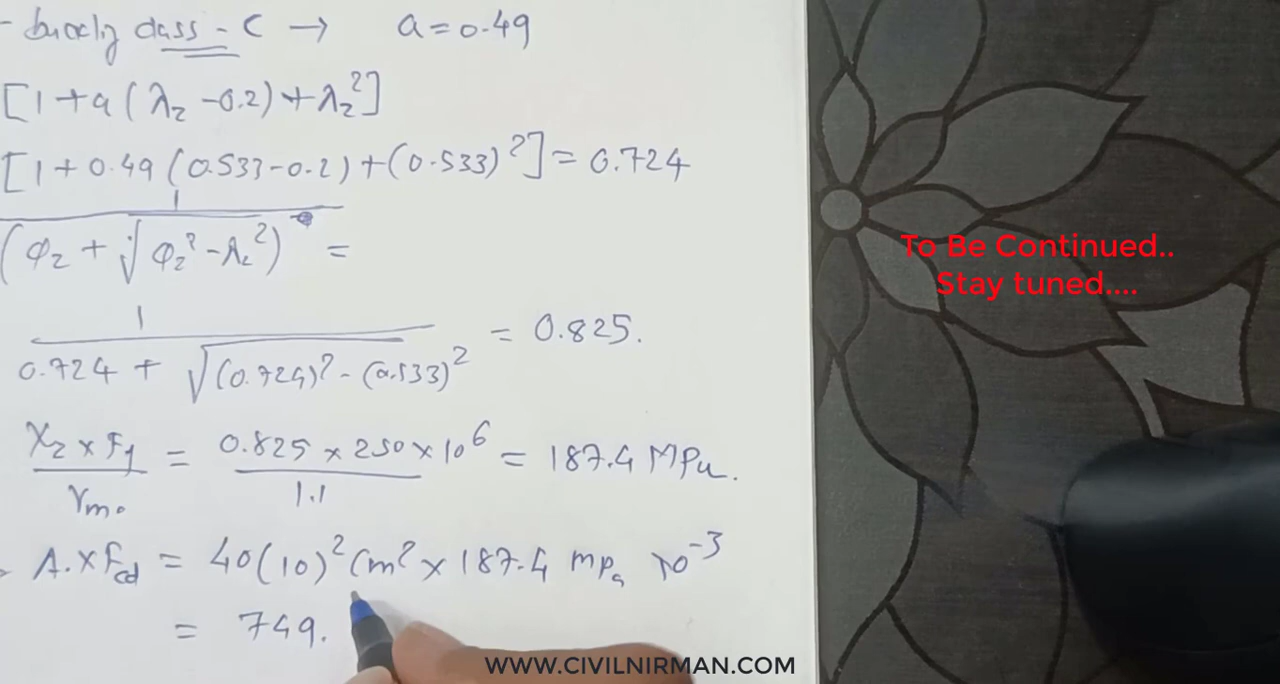 - buckling class - C → a = 0.49
[1 + a (λz - 0.2) + λz²]
[1 + 0.49 (0.533 - 0.2) + (0.533)²] = 0.724
1
(φz + √φz² - λz²) =
1
0.724 + √(0.724)² - (0.533)² = 0.825.
χz × Fy / γm₀ = 0.825 × 250 × 10⁶ / 1.1 = 187.4 MPa.
A. × Fcd = 40 (10)² Cm² × 187.4 mPa 10⁻³
= 749.
To Be Continued..
Stay tuned....
WWW.CIVILNIRMAN.COM